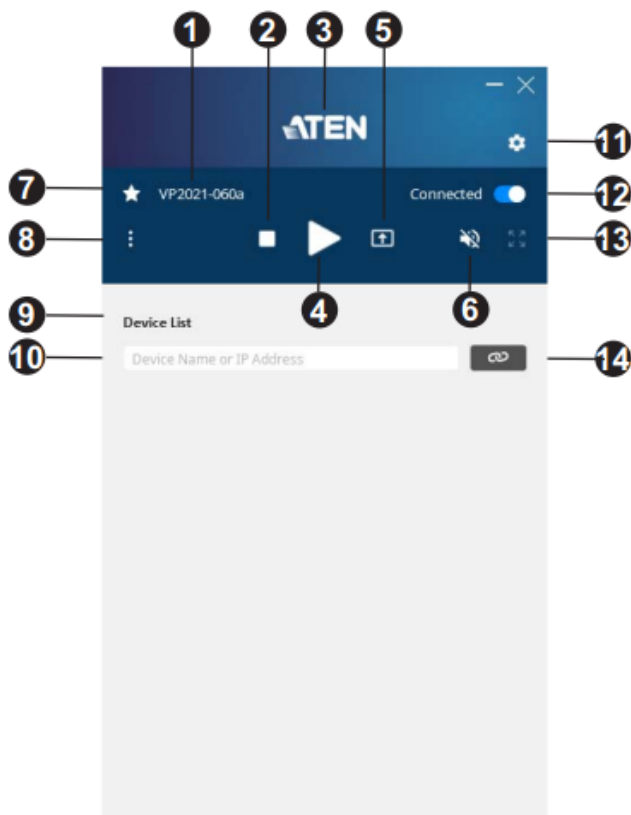 1 2 3 5
ATEN
11
7 VP2021-060a Connected 12
8 13
4 6
9 Device List
10 Device Name or IP Address 14